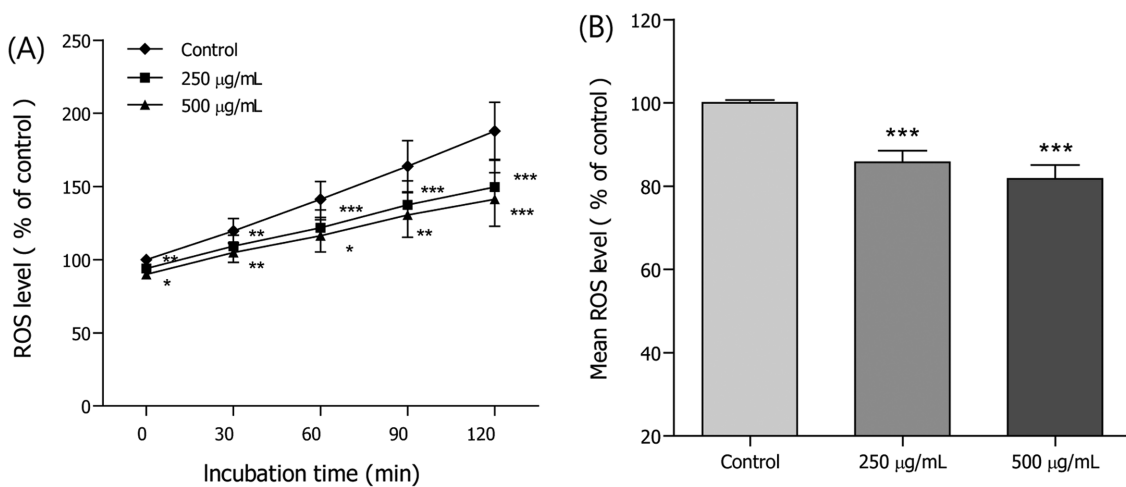 (A)
250
200
150
100
50
0
ROS level ( % of control)
Control
250 μg/mL
500 μg/mL
**
*
**
**
***
*
***
**
***
***
0
30
60
90
120
Incubation time (min)
(B)
120
100
80
60
40
20
Mean ROS level ( % of control)
***
***
Control
250 μg/mL
500 μg/mL